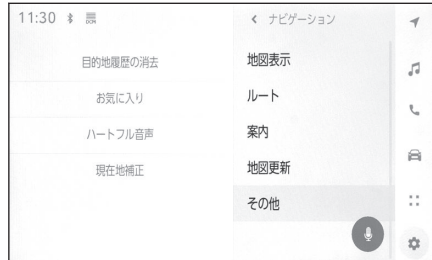 11:30
目的地履歴の消去
お気に入り
ハートフル音声
現在地補正
ナビゲーション
地図表示
ルート
案内
地図更新
その他